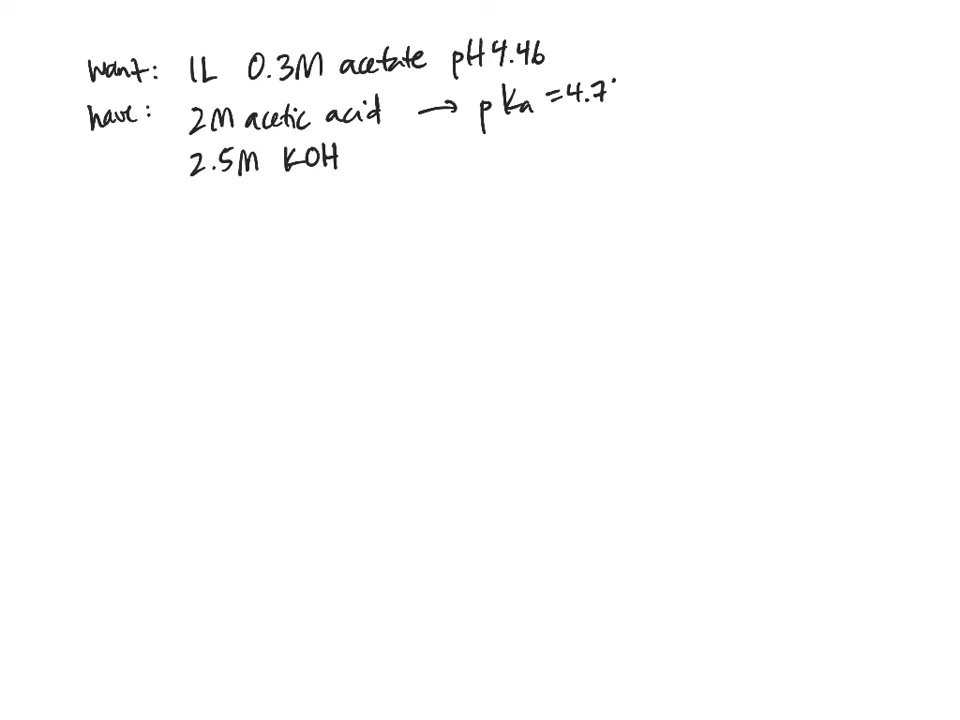 want: 1L 0.3M acetate pH 4.46
have: 2M acetic acid → pKa = 4.7
2.5M KOH